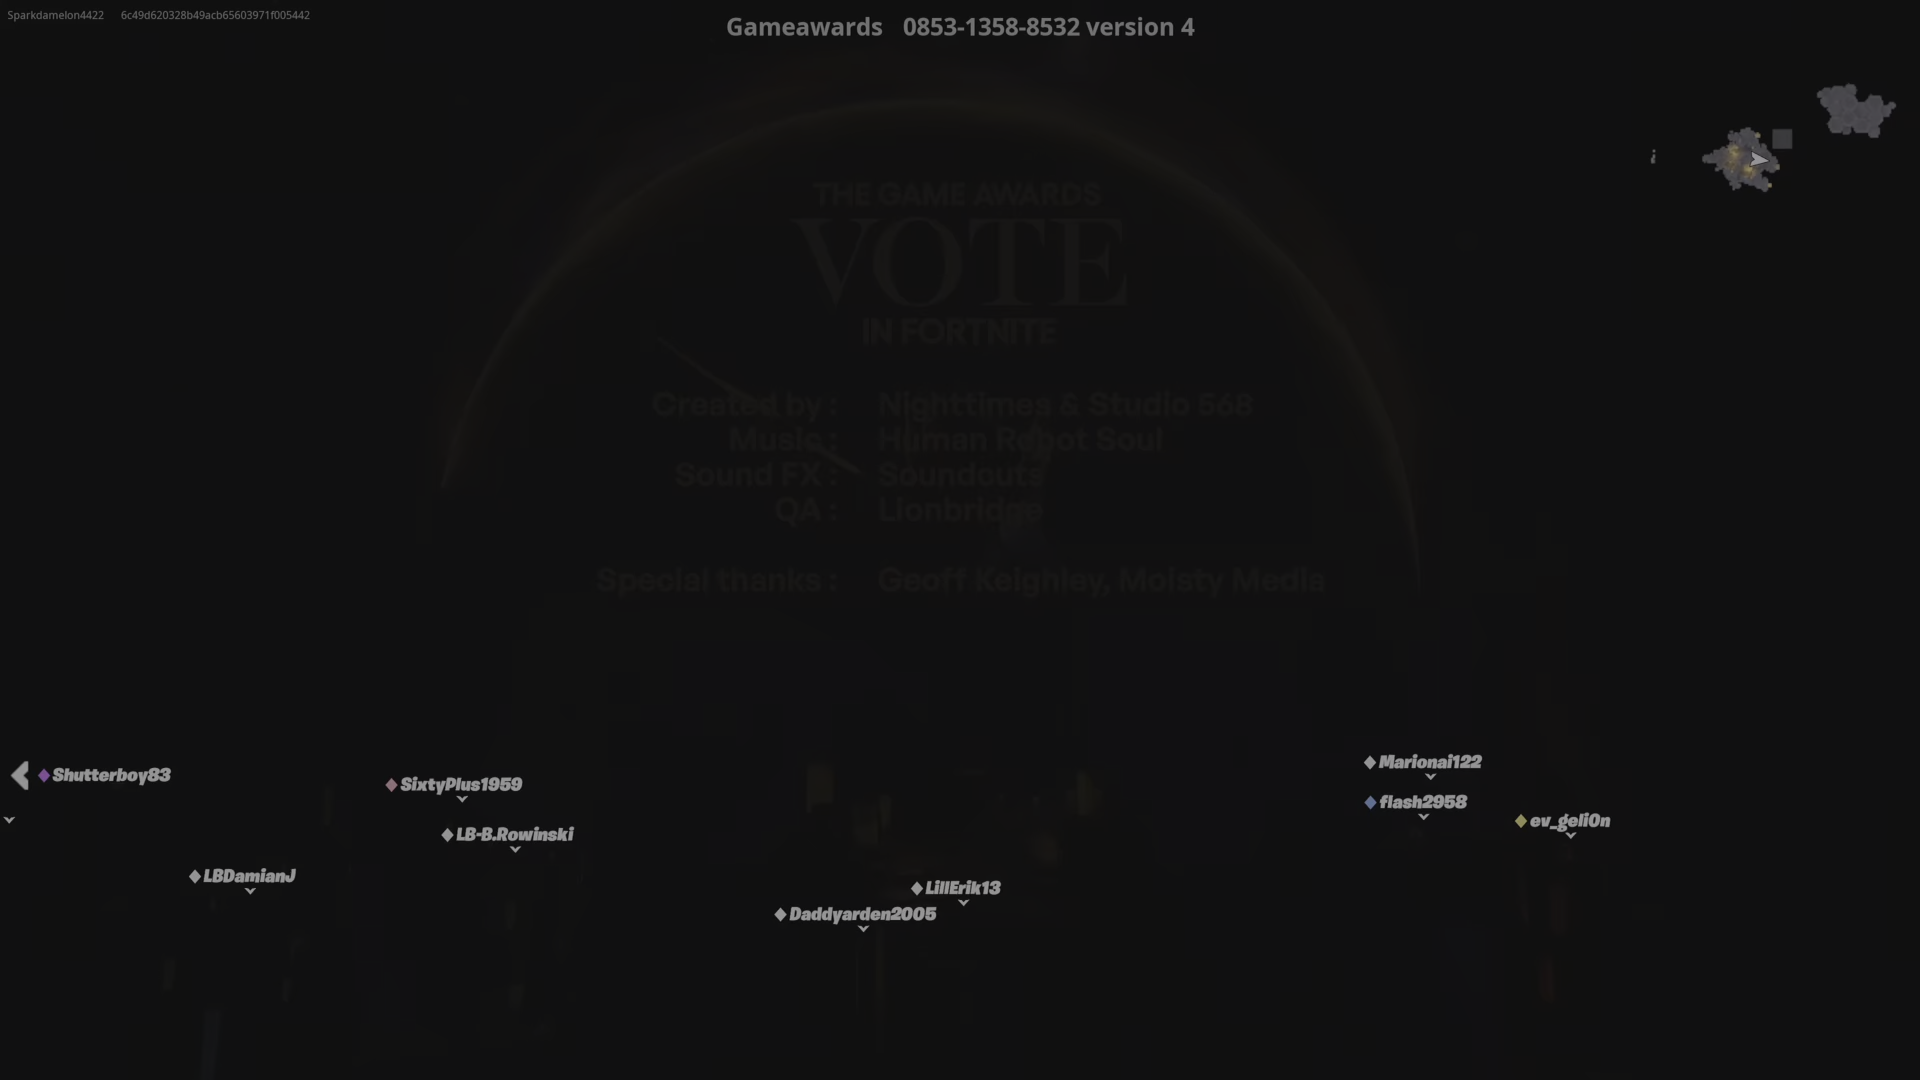 Sparkdamelon4422 6c49d620328b49acb65603971f005442
Gameawards 0853-1358-8532 version 4
THE GAME AWARDS
VOTE
IN FORTNITE
Created by : Nighttimes & Studio 568
Music : Human Robot Soul
Sound FX : Soundcuts
QA : Lionbridge
Special thanks : Geoff Keighley, Moisty Media
Marionai122
Shutterboy83
SixtyPlus1959
flash2958
ev_geli0n
LB-B.Rowinski
LBDamianJ
LillErik13
Daddyarden2005